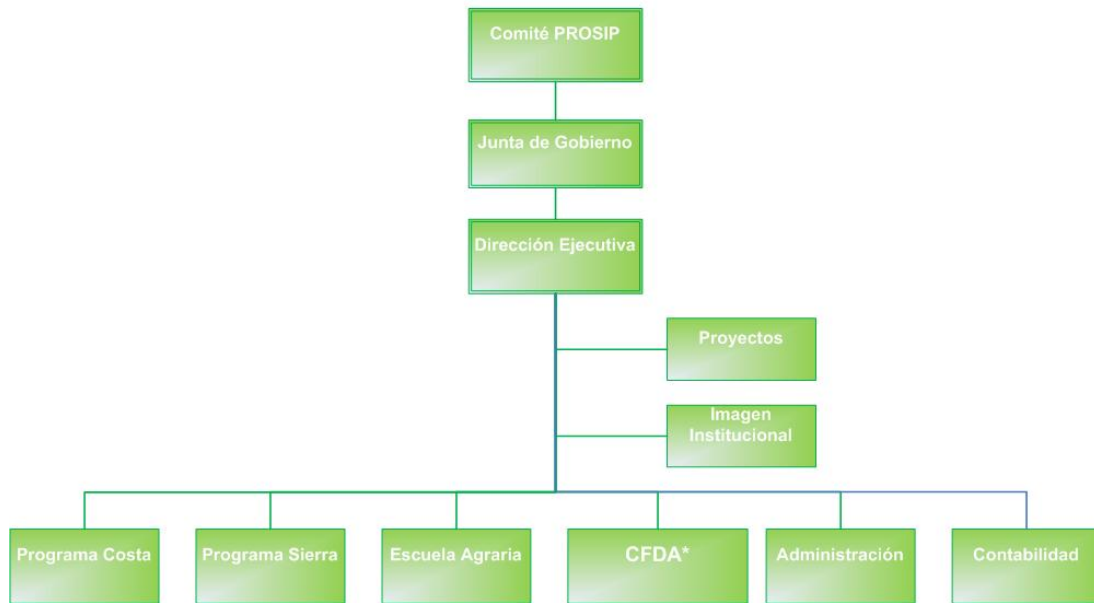 Comité PROSIP
Junta de Gobierno
Dirección Ejecutiva
Proyectos
Imagen
Institucional
Programa Costa
Programa Sierra
Escuela Agraria
CFDA*
Administración
Contabilidad